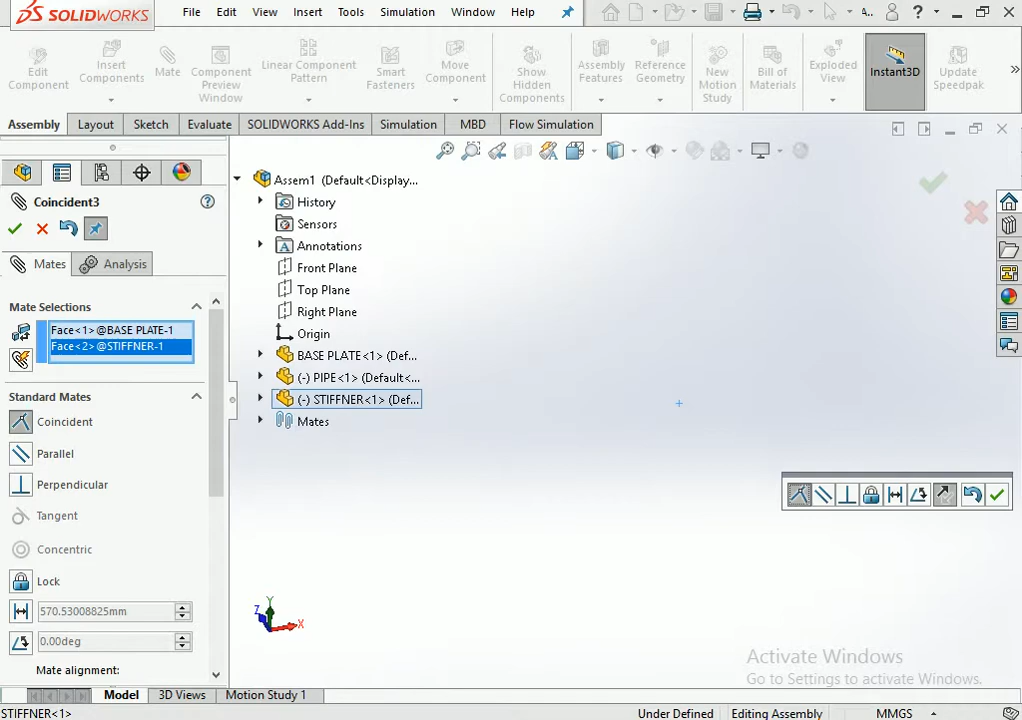 SOLIDWORKS File Edit View Insert Tools Simulation Window Help A.. ?
Edit Component
Insert Components
Mate
Component Preview Window
Linear Component Pattern
Smart Fasteners
Move Component
Show Hidden Components
Assembly Features
Reference Geometry
New Motion Study
Bill of Materials
Exploded View
Instant3D
Update Speedpak
Assembly Layout Sketch Evaluate SOLIDWORKS Add-Ins Simulation MBD Flow Simulation
Coincident3
Mates Analysis
Mate Selections
Face<1>@BASE PLATE-1
Face<2>@STIFFNER-1
Standard Mates
Coincident
Parallel
Perpendicular
Tangent
Concentric
Lock
570.53008825mm
0.00deg
Mate alignment:
Assem1 (Default<Display...
History
Sensors
Annotations
Front Plane
Top Plane
Right Plane
Origin
BASE PLATE<1> (Def...
(-) PIPE<1> (Default<...
(-) STIFFNER<1> (Def...
Mates
Y
Z
X
Activate Windows
Go to Settings to activate Windows.
Model 3D Views Motion Study 1
STIFFNER<1> Under Defined Editing Assembly MMGS